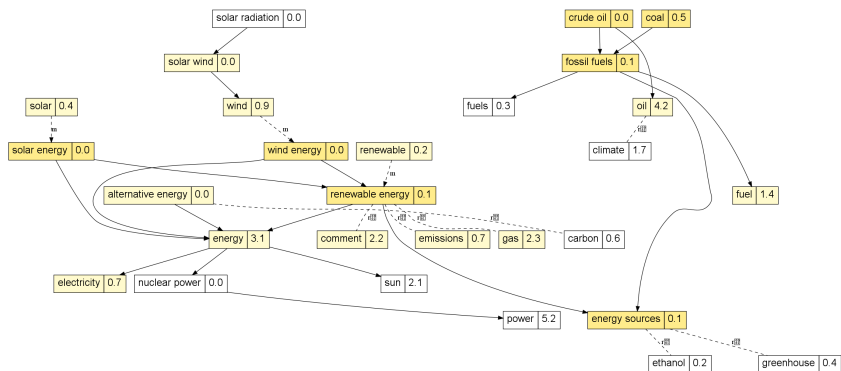 solar radiation 0.0
crude oil 0.0
coal 0.5
solar wind 0.0
fossil fuels 0.1
solar 0.4
wind 0.9
fuels 0.3
oil 4.2
m
m
solar energy 0.0
wind energy 0.0
renewable 0.2
climate 1.7
m
alternative energy 0.0
renewable energy 0.1
fuel 1.4
energy 3.1
comment 2.2
emissions 0.7
gas 2.3
carbon 0.6
electricity 0.7
nuclear power 0.0
sun 2.1
power 5.2
energy sources 0.1
ethanol 0.2
greenhouse 0.4